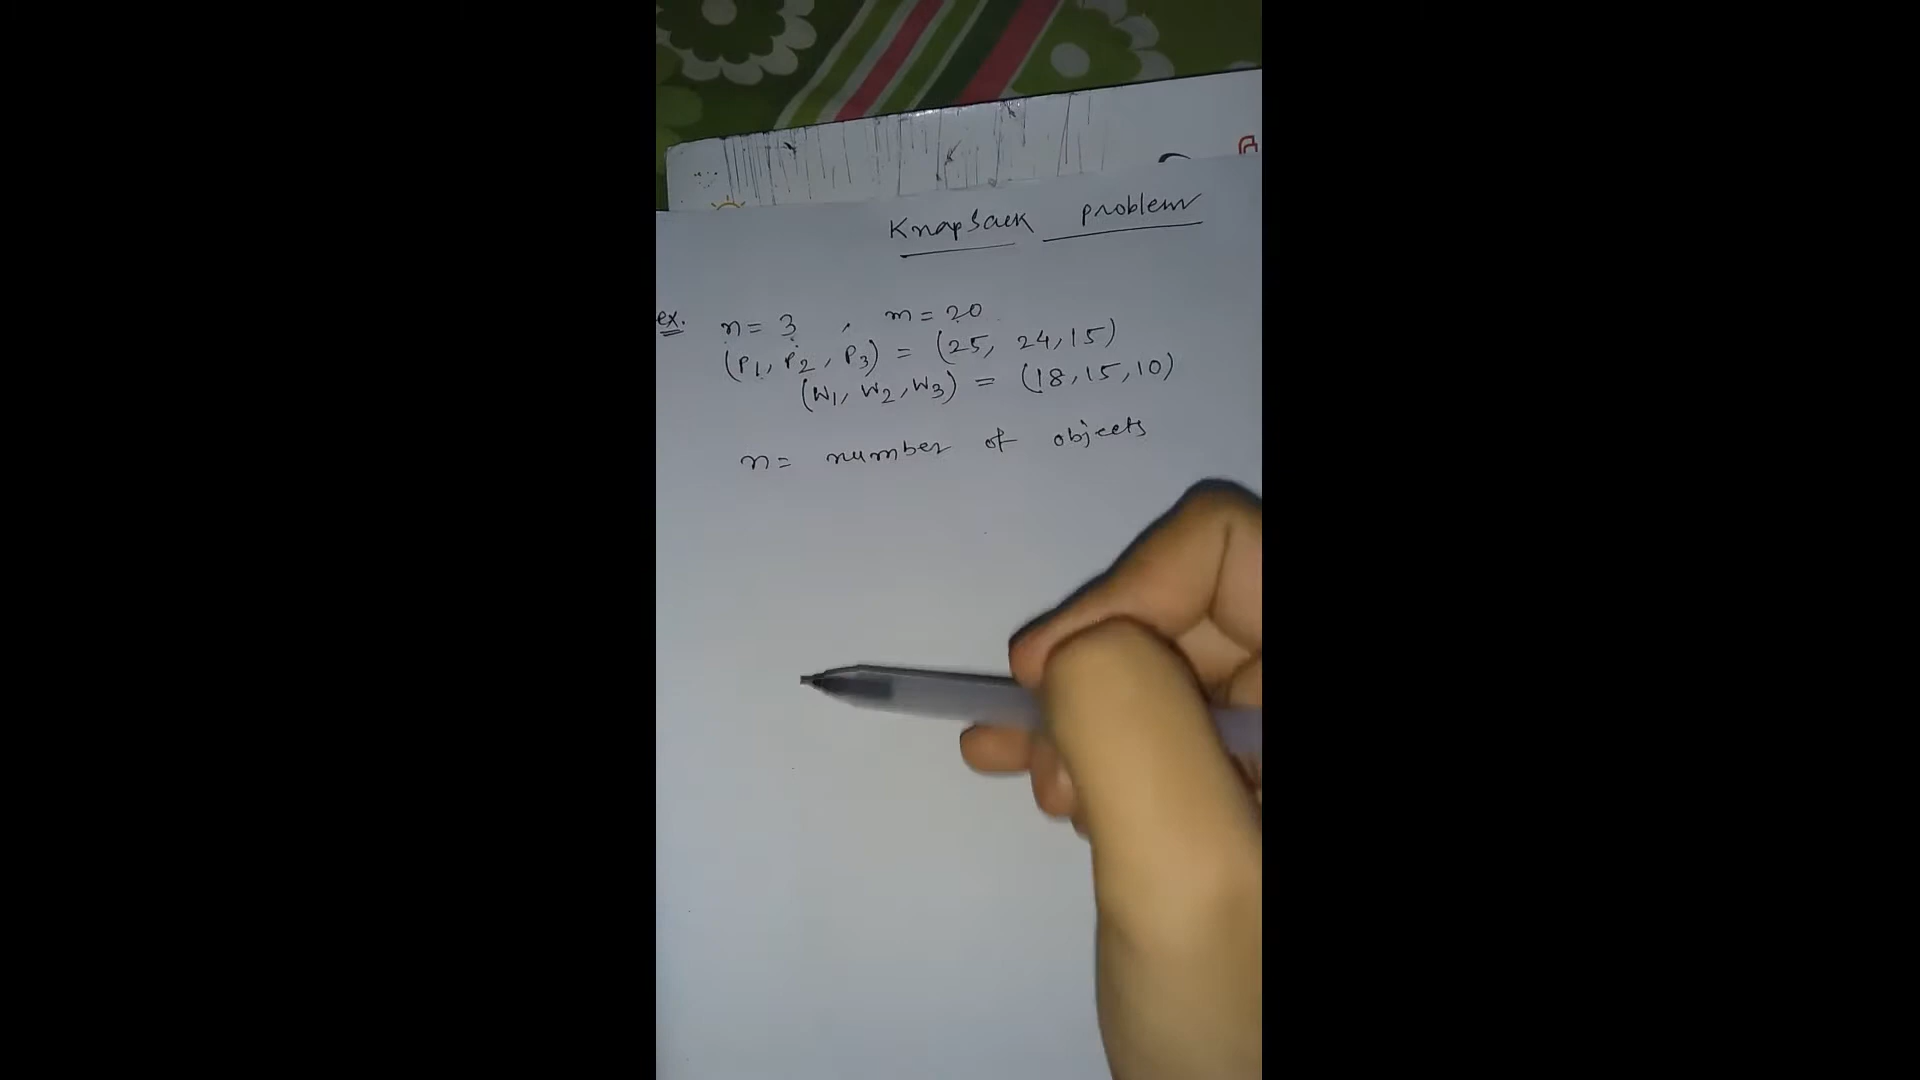 Knapsack problem
ex. n = 3 , m = 20
(P1, P2, P3) = (25, 24, 15)
(W1, W2, W3) = (18, 15, 10)
n = number of objects